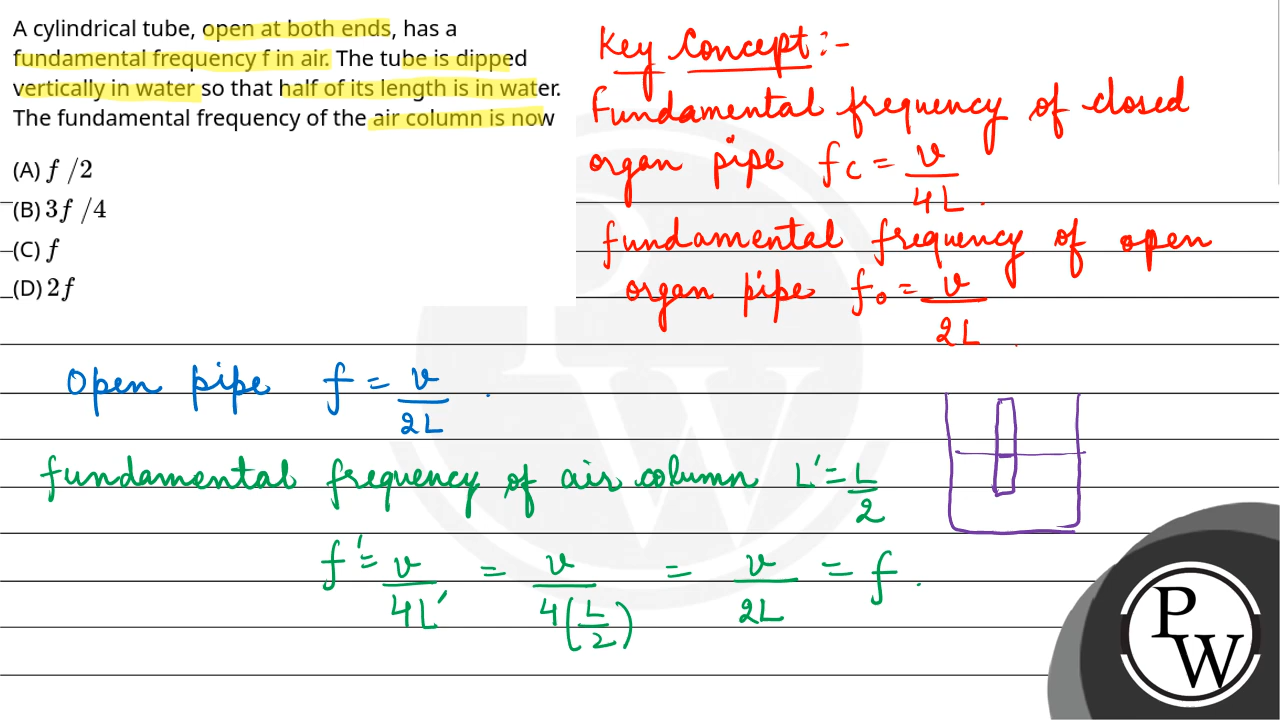 A cylindrical tube, open at both ends, has a
fundamental frequency f in air. The tube is dipped
vertically in water so that half of its length is in water.
The fundamental frequency of the air column is now
(A) f /2
(B) 3f /4
(C) f
(D) 2f
Key Concept :-
Fundamental frequency of closed
organ pipe fc = v/4L.
fundamental frequency of open
organ pipe fo = v/2L.
Open pipe f = v/2L.
fundamental frequency of air column L' = L/2
f' = v/4L' = v/4(L/2) = v/2L = f.
PW